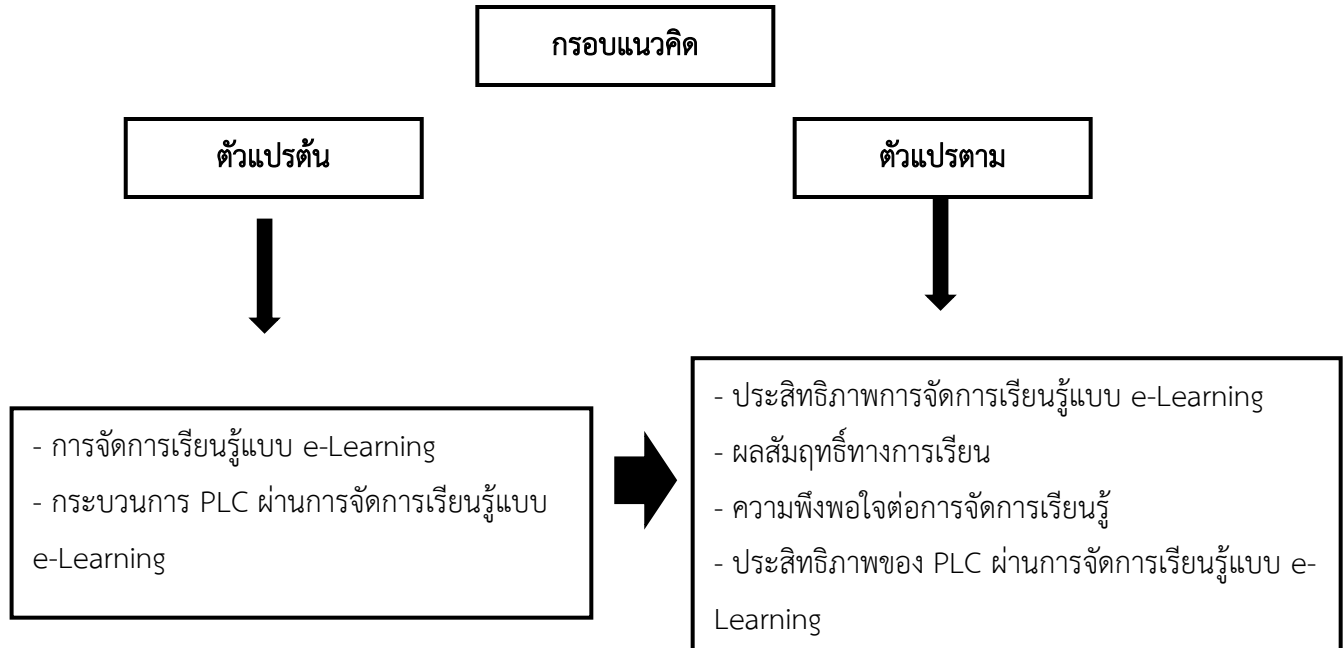 กรอบแนวคิด
ตัวแปรต้น
ตัวแปรตาม
- การจัดการเรียนรู้แบบ e-Learning
- กระบวนการ PLC ผ่านการจัดการเรียนรู้แบบ
e-Learning
- ประสิทธิภาพการจัดการเรียนรู้แบบ e-Learning
- ผลสัมฤทธิ์ทางการเรียน
- ความพึงพอใจต่อการจัดการเรียนรู้
- ประสิทธิภาพของ PLC ผ่านการจัดการเรียนรู้แบบ e-
Learning